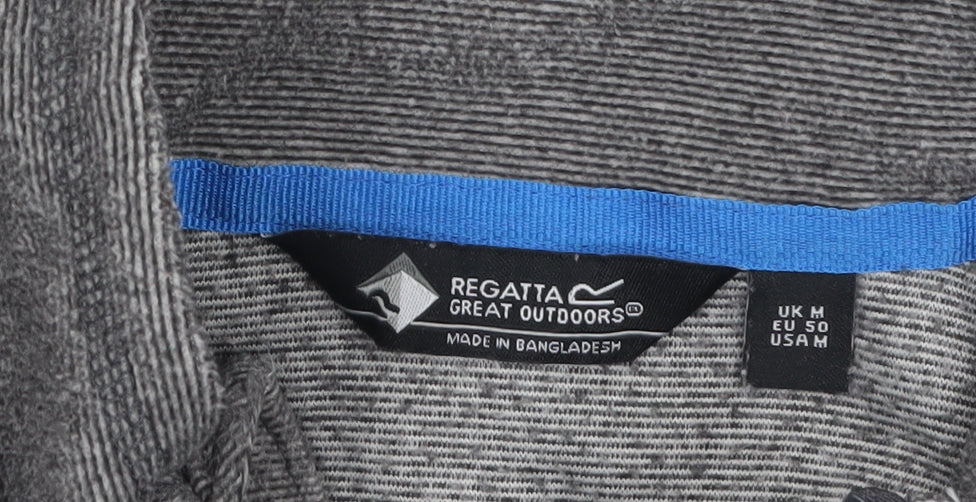 REGATTA
GREAT OUTDOORS
MADE IN BANGLADESH
UK M
EU 50
USA M